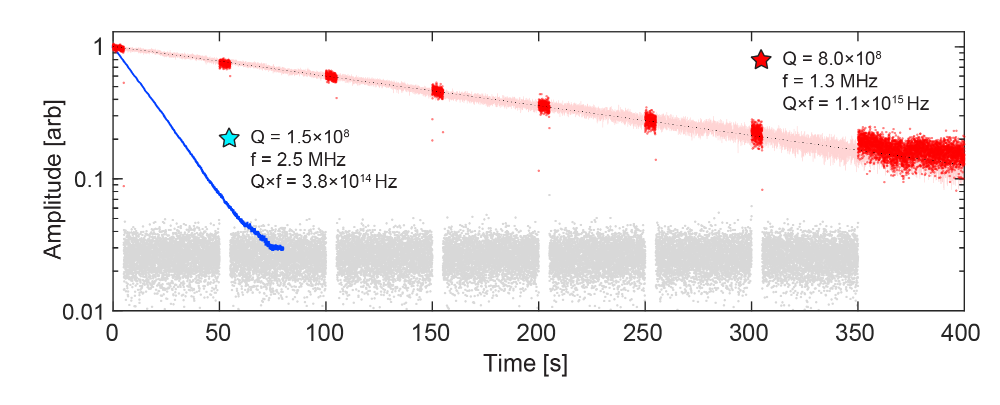 Amplitude [arb]
1
0.1
0.01
Q = 1.5×10⁸
f = 2.5 MHz
Q×f = 3.8×10¹⁴ Hz
Q = 8.0×10⁸
f = 1.3 MHz
Q×f = 1.1×10¹⁵ Hz
0 50 100 150 200 250 300 350 400
Time [s]